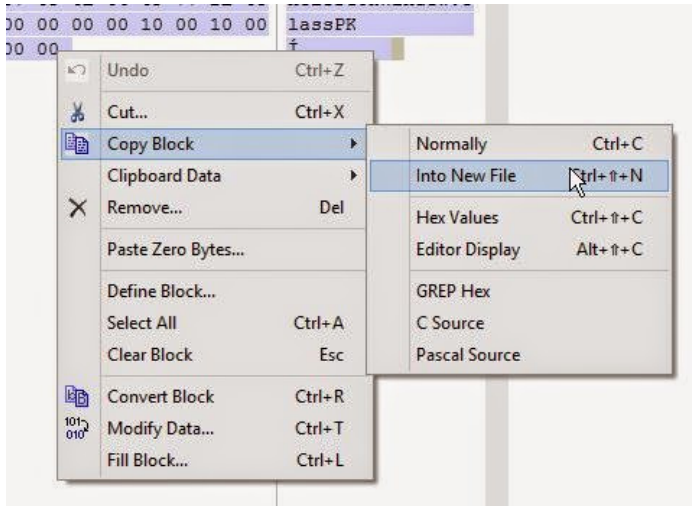 00 00 00 10 00 10 00 lassPK
00 00
Undo Ctrl+Z
Cut... Ctrl+X
Copy Block
Clipboard Data
Remove... Del
Paste Zero Bytes...
Define Block...
Select All Ctrl+A
Clear Block Esc
Convert Block Ctrl+R
Modify Data... Ctrl+T
Fill Block... Ctrl+L
Normally Ctrl+C
Into New File Ctrl+⇧+N
Hex Values Ctrl+⇧+C
Editor Display Alt+⇧+C
GREP Hex
C Source
Pascal Source